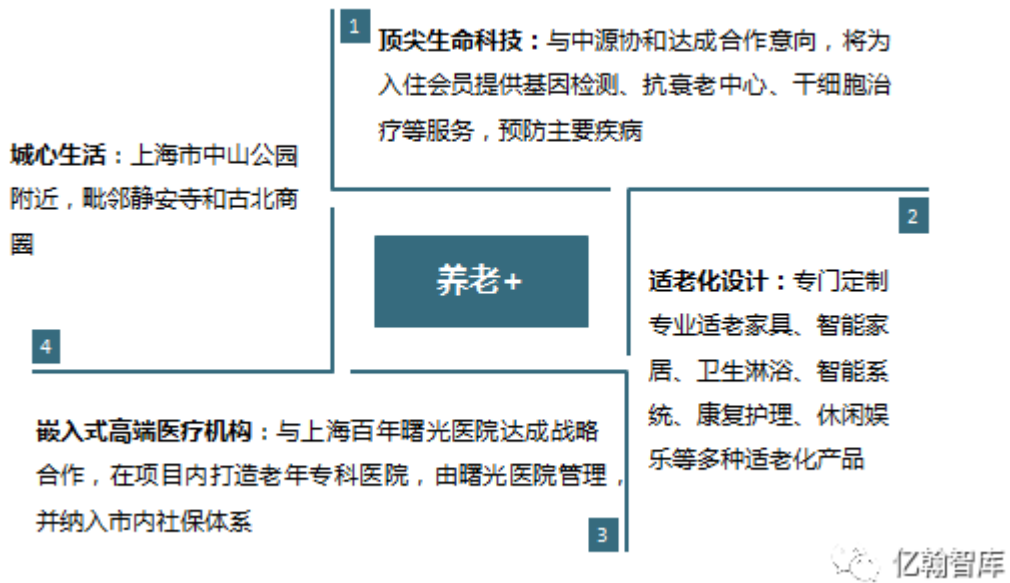 1
顶尖生命科技：与中源协和达成合作意向，将为
入住会员提供基因检测、抗衰老中心、干细胞治
疗等服务，预防主要疾病
2
适老化设计：专门定制
专业适老家具、智能家
居、卫生淋浴、智能系
统、康复护理、休闲娱
乐等多种适老化产品
养老+
嵌入式高端医疗机构：与上海百年曙光医院达成战略
合作，在项目内打造老年专科医院，由曙光医院管理，
并纳入市内社保体系
3
城心生活：上海市中山公园
附近，毗邻静安寺和古北商
圈
4
亿翰智库